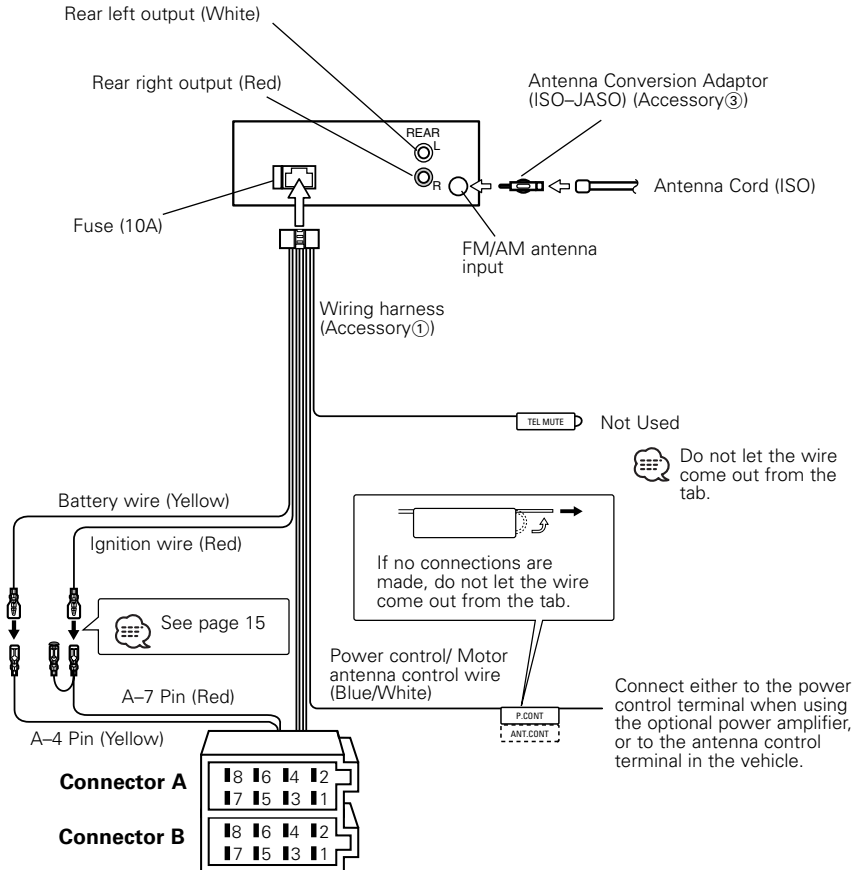 Rear left output (White)
Rear right output (Red)
Antenna Conversion Adaptor
(ISO–JASO) (Accessory③)
REAR
L
R
Antenna Cord (ISO)
Fuse (10A)
FM/AM antenna
input
Wiring harness
(Accessory①)
TEL MUTE
Not Used
Do not let the wire
come out from the
tab.
Battery wire (Yellow)
Ignition wire (Red)
If no connections are
made, do not let the wire
come out from the tab.
See page 15
Power control/ Motor
antenna control wire
(Blue/White)
P.CONT
ANT.CONT
Connect either to the power
control terminal when using
the optional power amplifier,
or to the antenna control
terminal in the vehicle.
A–7 Pin (Red)
A–4 Pin (Yellow)
Connector A
8 6 4 2
7 5 3 1
Connector B
8 6 4 2
7 5 3 1